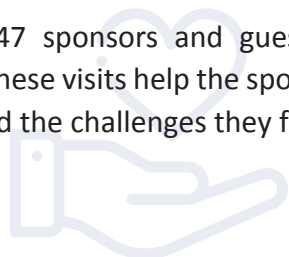 47 sponsors and gues
hese visits help the spo
d the challenges they f